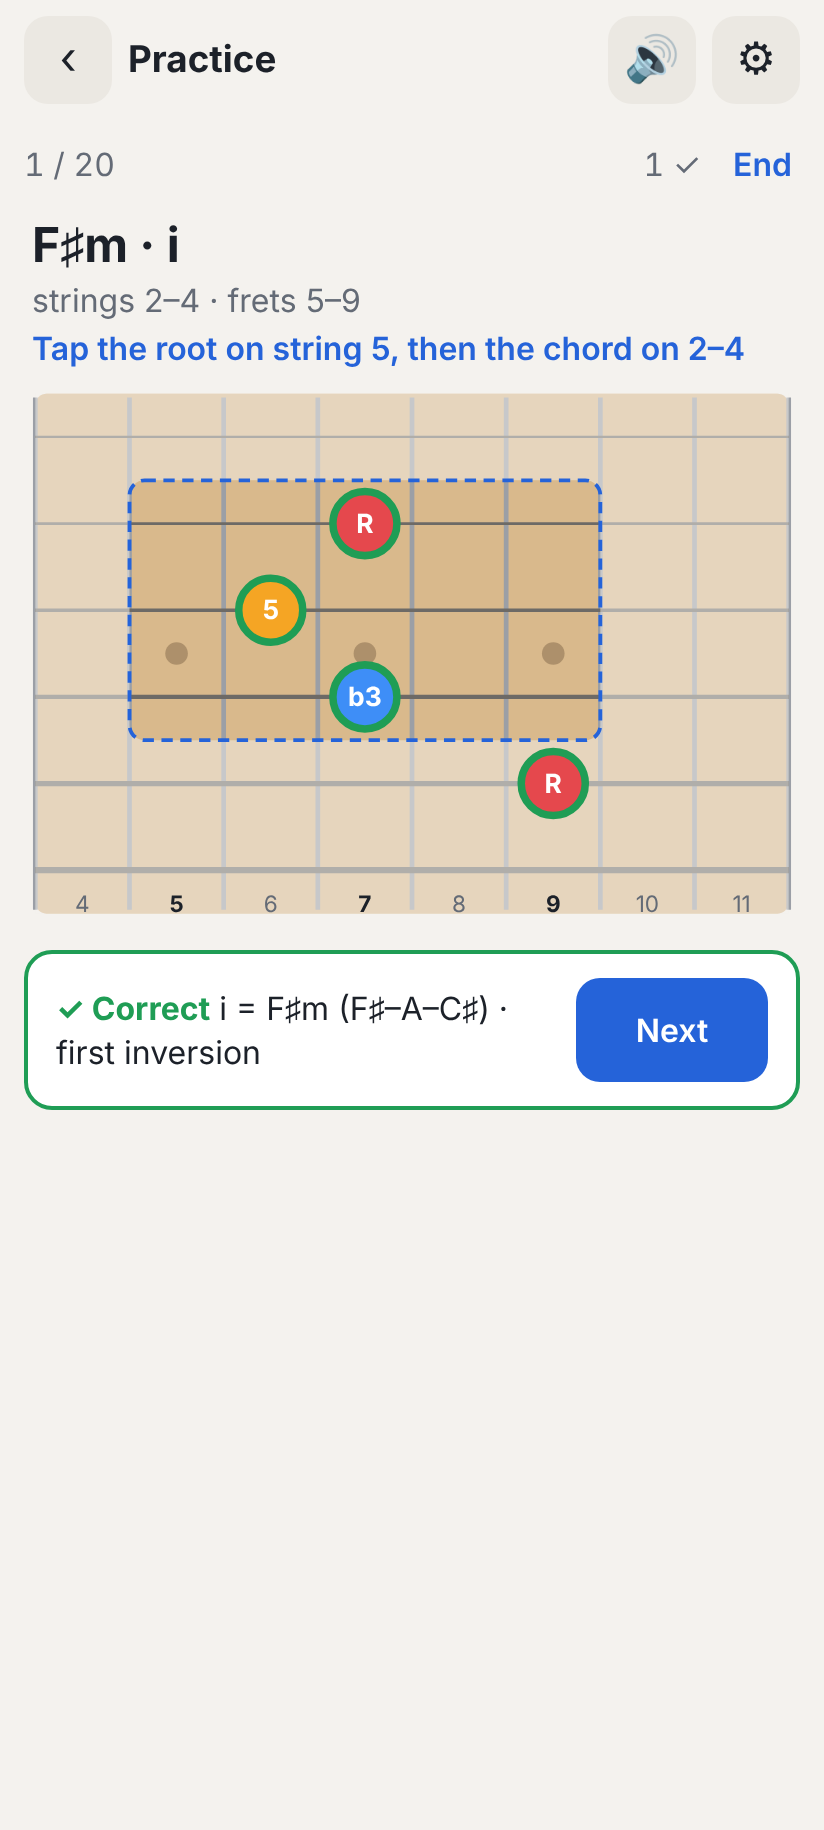 ‹ Practice
1 / 20 1 ✓ End
F♯m · i
strings 2–4 · frets 5–9
Tap the root on string 5, then the chord on 2–4
R
5
b3
R
4 5 6 7 8 9 10 11
✓ Correct i = F♯m (F♯–A–C♯) ·
first inversion
Next